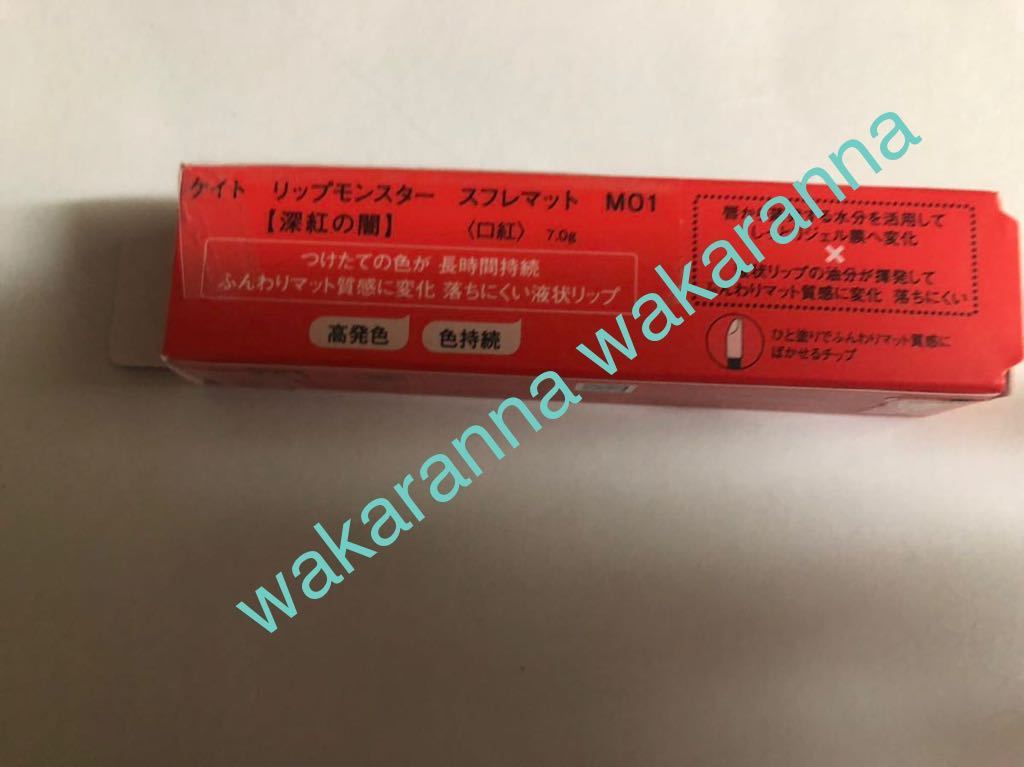 ケイト リップモンスター スフレマット M01
【深紅の闇】 〈口紅〉 7.0g
つけたての色が 長時間持続
ふんわりマット質感に変化 落ちにくい液状リップ
高発色 色持続
水分を活用して
ジェル膜へ変化
×
状リップの油分が揮発して
んわりマット質感に変化 落ちにくい
ひと塗りでふんわりマット質感に
ぼかせるチップ
wakaranna wakaranna wakaranna